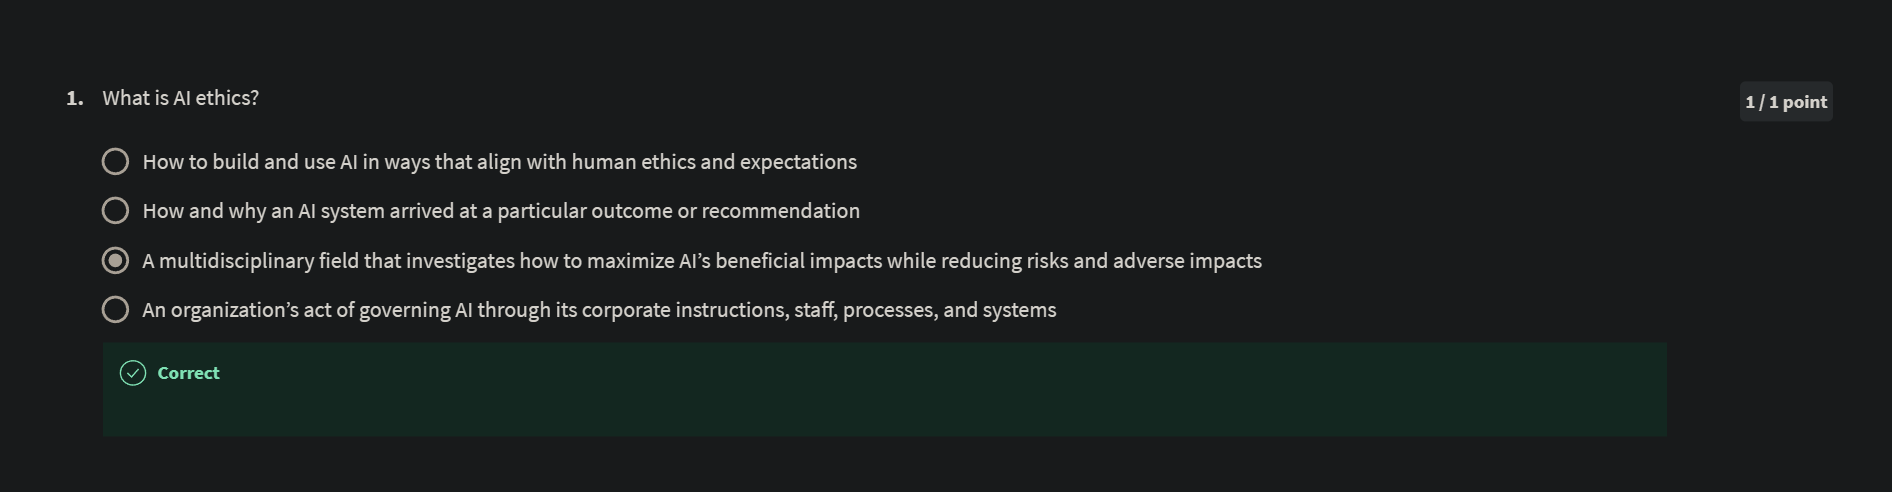 1. What is AI ethics?
1 / 1 point
How to build and use AI in ways that align with human ethics and expectations
How and why an AI system arrived at a particular outcome or recommendation
A multidisciplinary field that investigates how to maximize AI’s beneficial impacts while reducing risks and adverse impacts
An organization’s act of governing AI through its corporate instructions, staff, processes, and systems
Correct